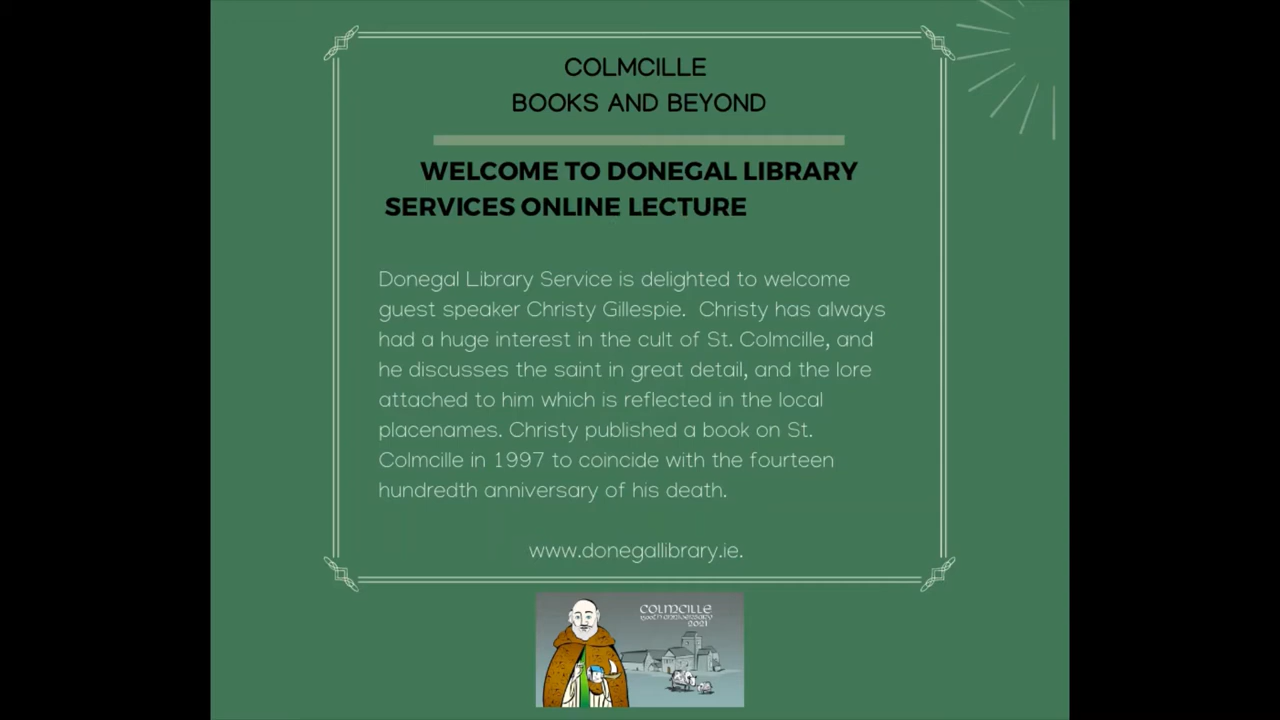 COLMCILLE
BOOKS AND BEYOND
WELCOME TO DONEGAL LIBRARY
SERVICES ONLINE LECTURE
Donegal Library Service is delighted to welcome
guest speaker Christy Gillespie. Christy has always
had a huge interest in the cult of St. Colmcille, and
he discusses the saint in great detail, and the lore
attached to him which is reflected in the local
placenames. Christy published a book on St.
Colmcille in 1997 to coincide with the fourteen
hundredth anniversary of his death.
www.donegallibrary.ie.
COLMCILLE
1500TH ANNIVERSARY
2021